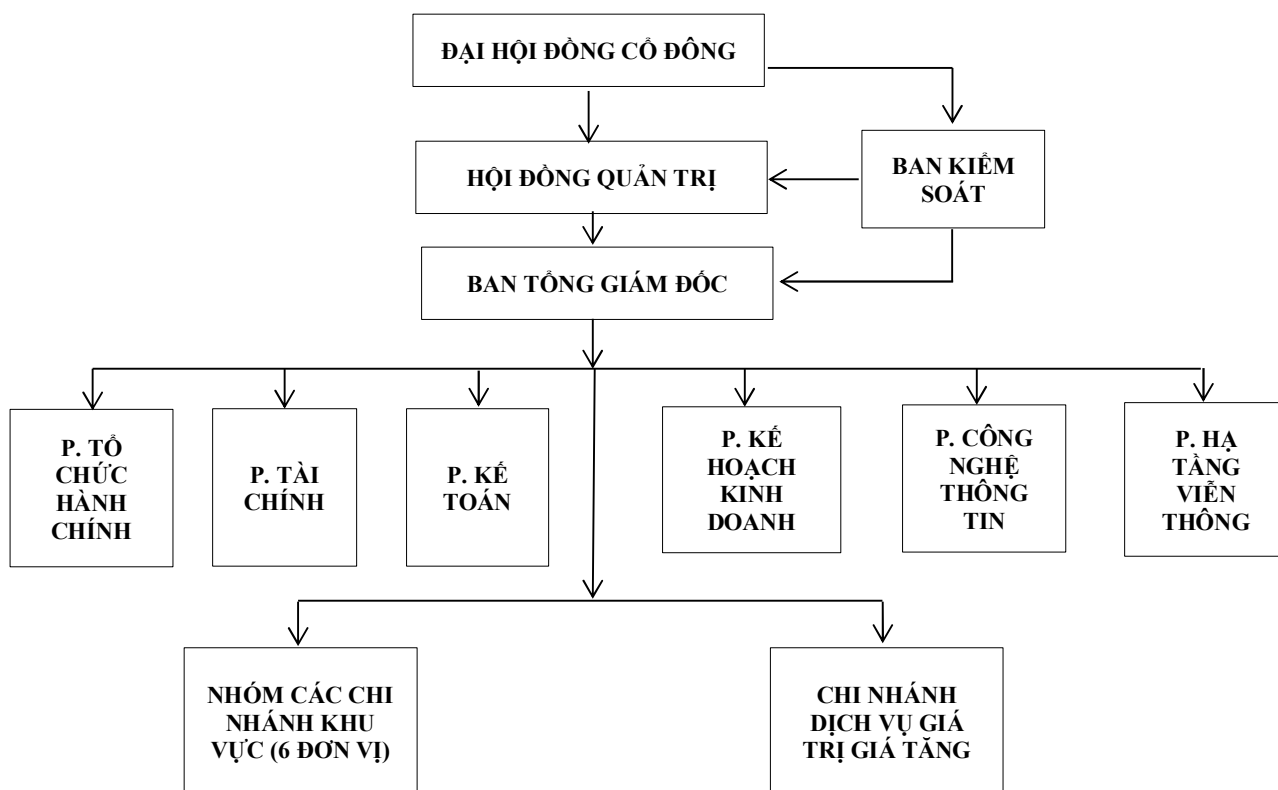 ĐẠI HỘI ĐỒNG CỔ ĐÔNG
HỘI ĐỒNG QUẢN TRỊ
BAN KIỂM
SOÁT
BAN TỔNG GIÁM ĐỐC
P. TỔ
CHỨC
HÀNH
CHÍNH
P. TÀI
CHÍNH
P. KẾ
TOÁN
P. KẾ
HOẠCH
KINH
DOANH
P. CÔNG
NGHỆ
THÔNG
TIN
P. HẠ
TẦNG
VIỄN
THÔNG
NHÓM CÁC CHI
NHÁNH KHU
VỰC (6 ĐƠN VỊ)
CHI NHÁNH
DỊCH VỤ GIÁ
TRỊ GIÁ TĂNG